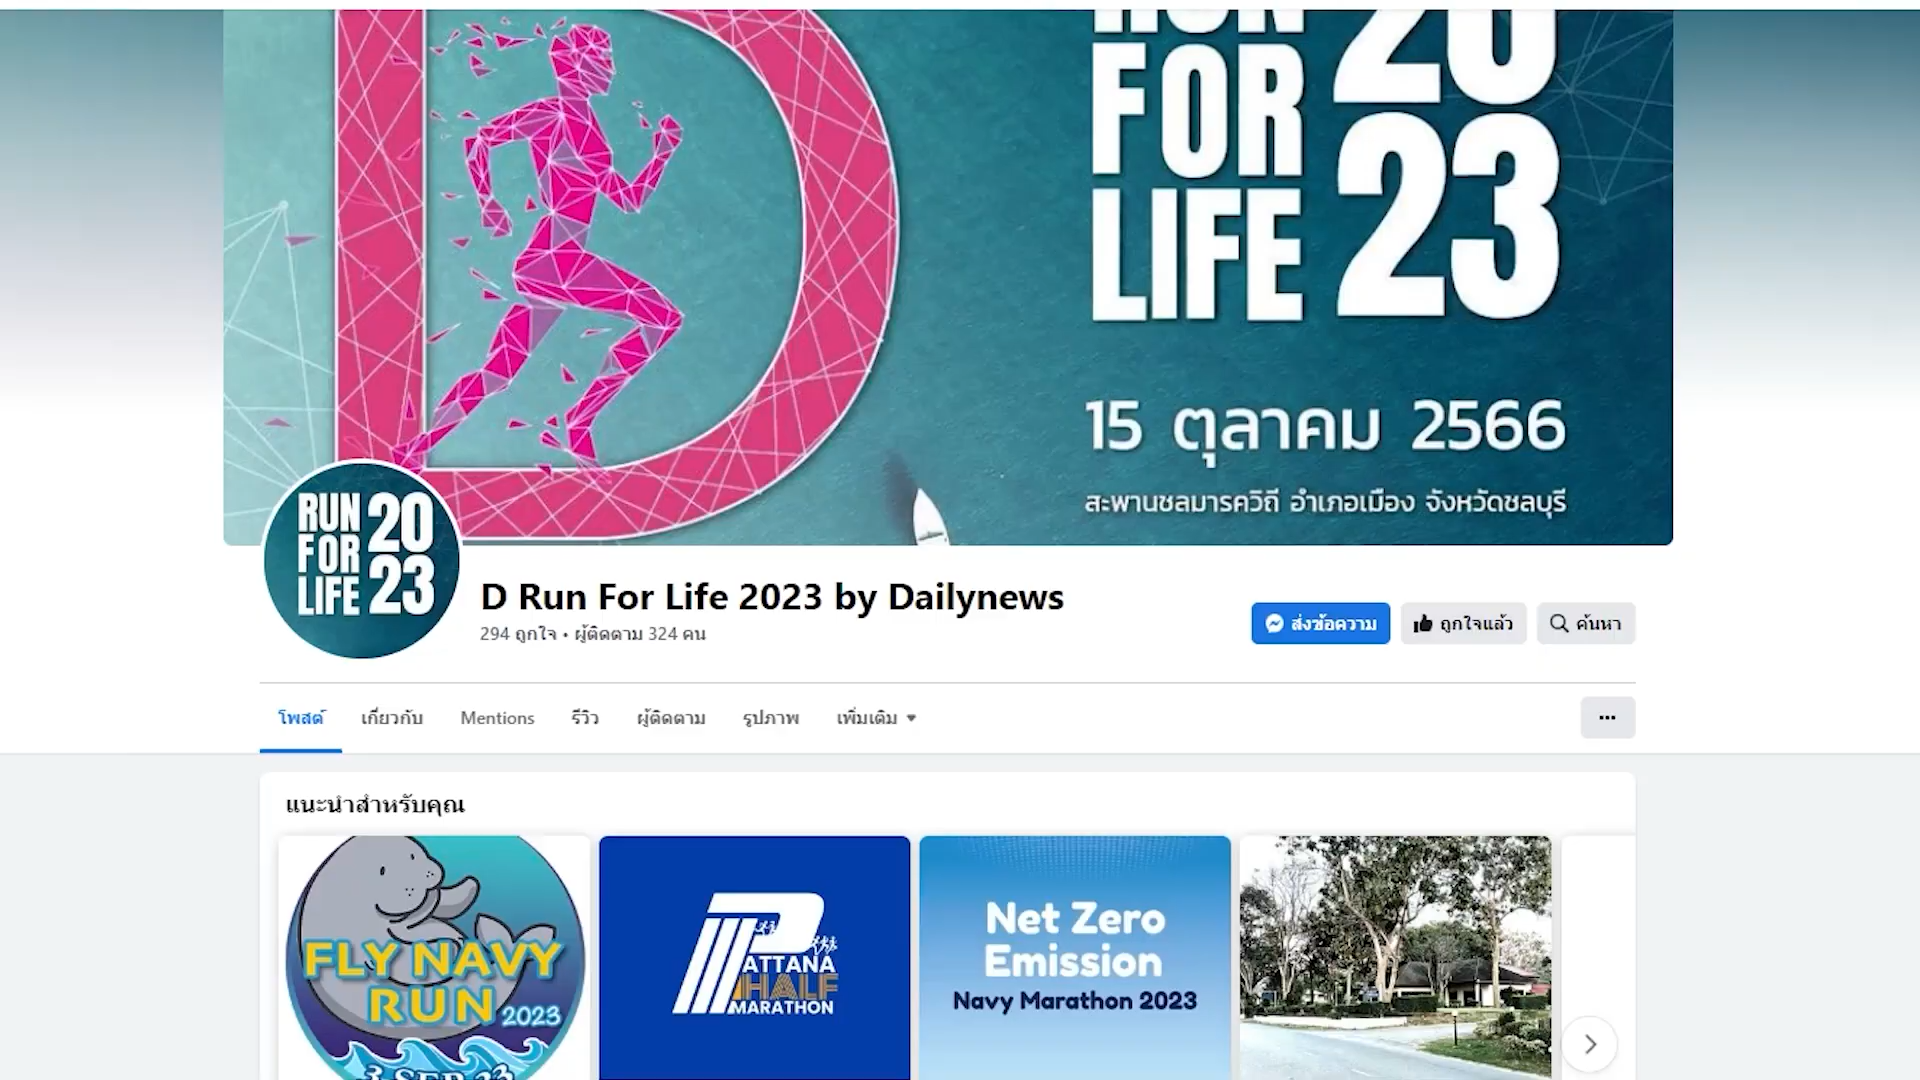 RUN
FOR
LIFE
20
23
15 ตุลาคม 2566
สะพานชลมารควิถี อำเภอเมือง จังหวัดชลบุรี
RUN
FOR
LIFE
20
23
D Run For Life 2023 by Dailynews
294 ถูกใจ • ผู้ติดตาม 324 คน
ส่งข้อความ
ถูกใจแล้ว
ค้นหา
โพสต์
เกี่ยวกับ
Mentions
รีวิว
ผู้ติดตาม
รูปภาพ
เพิ่มเติม
แนะนำสำหรับคุณ
FLY NAVY
RUN 2023
3 SEP 23
PATTANA
HALF
MARATHON
Net Zero
Emission
Navy Marathon 2023